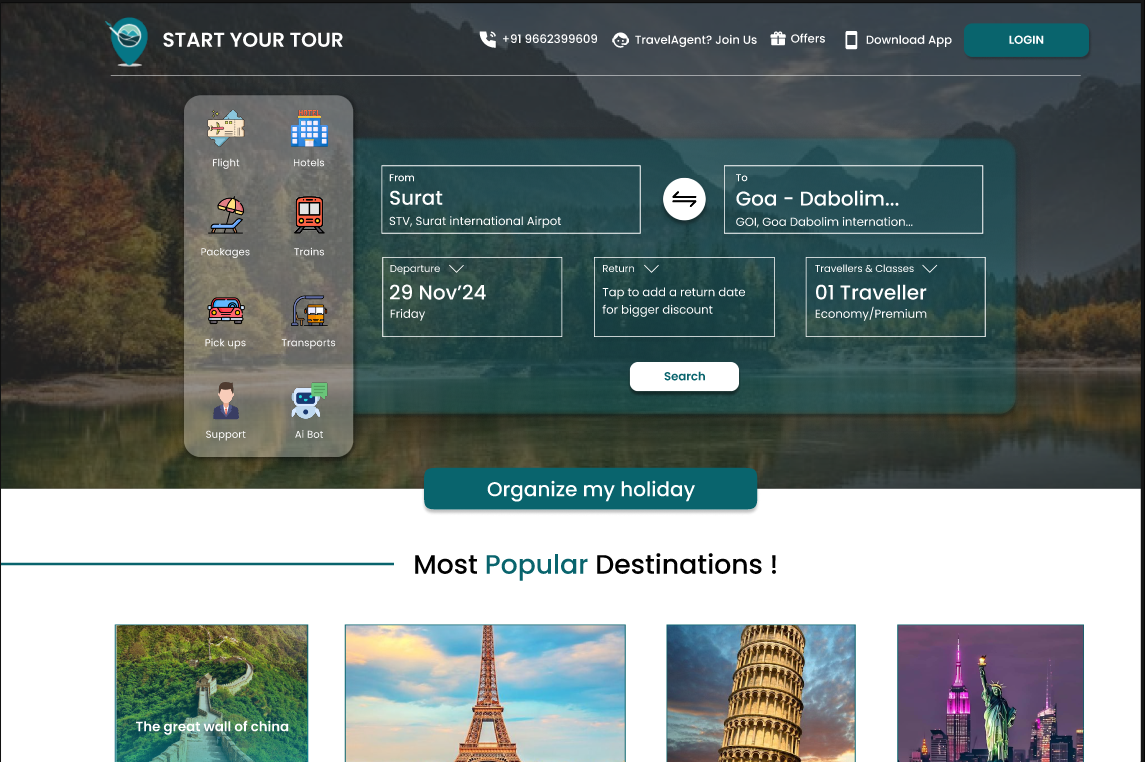 START YOUR TOUR
+91 9662399609
TravelAgent? Join Us
Offers
Download App
LOGIN
Flight
HOTEL
Hotels
Packages
Trains
Pick ups
Transports
Support
Ai Bot
From
Surat
STV, Surat international Airpot
To
Goa - Dabolim...
GOI, Goa Dabolim internation...
Departure
29 Nov’24
Friday
Return
Tap to add a return date
for bigger discount
Travellers & Classes
01 Traveller
Economy/Premium
Search
Organize my holiday
Most Popular Destinations !
The great wall of china